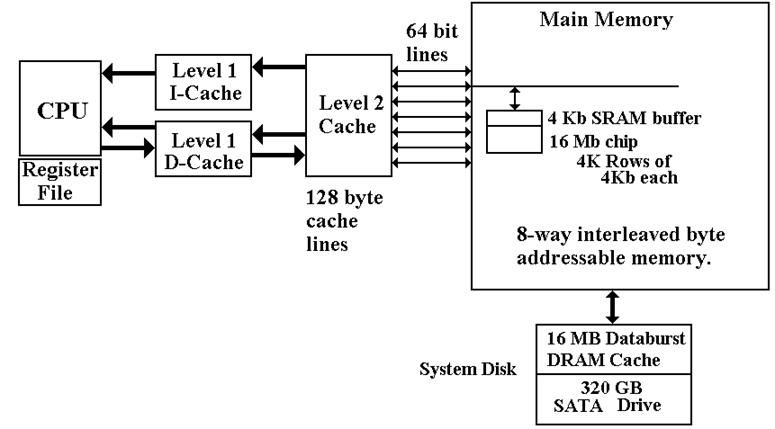 CPU
Register
File
Level 1
I-Cache
Level 1
D-Cache
Level 2
Cache
128 byte
cache
lines
64 bit
lines
Main Memory
4 Kb SRAM buffer
16 Mb chip
4K Rows of
4Kb each
8-way interleaved byte
addressable memory.
System Disk
16 MB Databurst
DRAM Cache
320 GB
SATA Drive